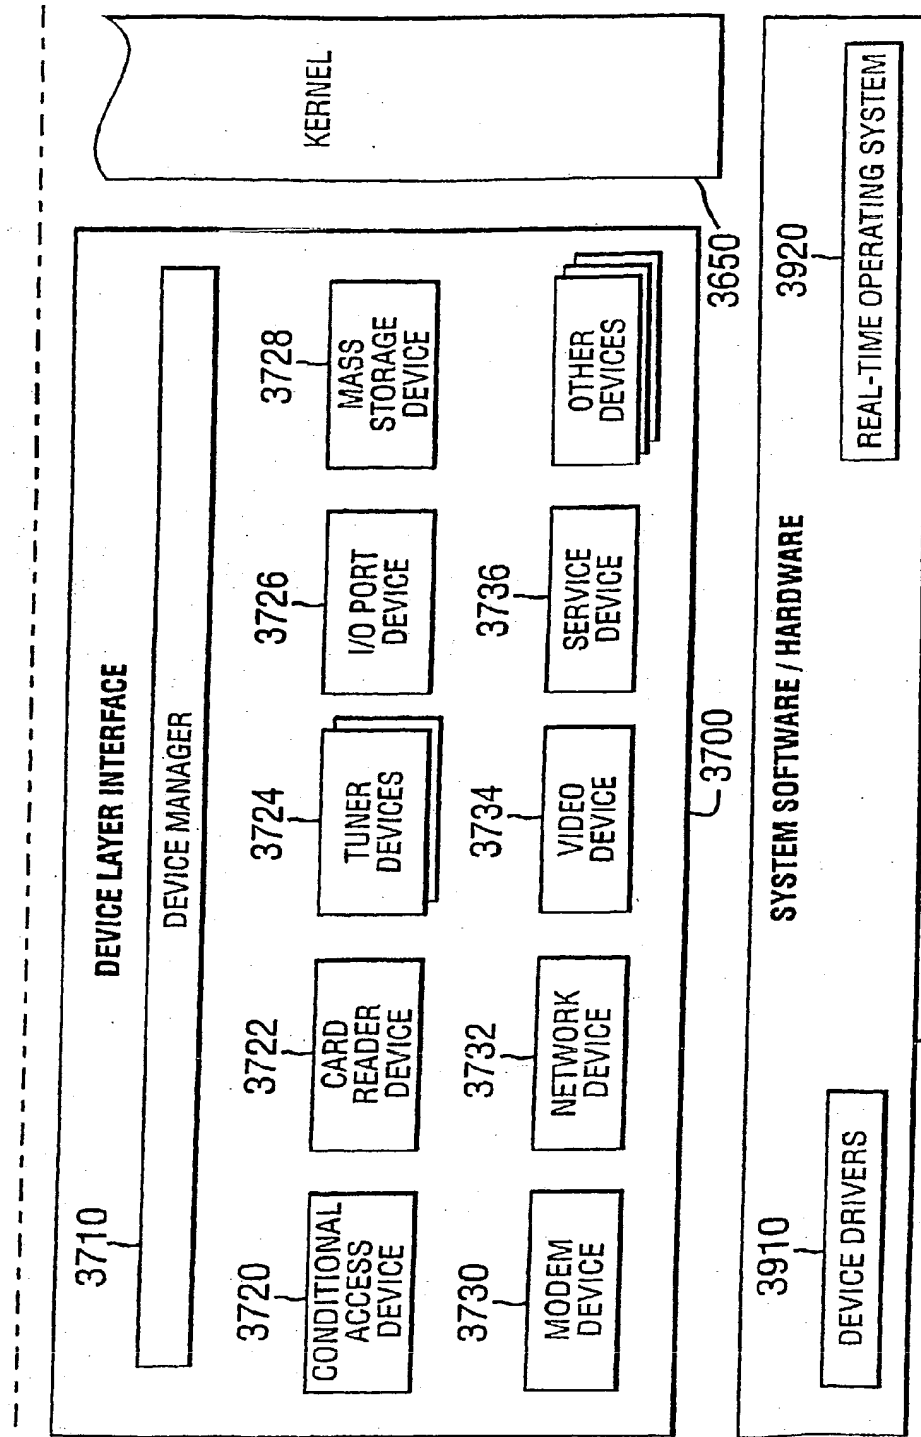 DEVICE LAYER INTERFACE
3710
DEVICE MANAGER
KERNEL
3720
CONDITIONAL
ACCESS
DEVICE
3722
CARD
READER
DEVICE
3724
TUNER
DEVICES
3726
I/O PORT
DEVICE
3728
MASS
STORAGE
DEVICE
3730
MODEM
DEVICE
3732
NETWORK
DEVICE
3734
VIDEO
DEVICE
3736
SERVICE
DEVICE
OTHER
DEVICES
3700
3650
SYSTEM SOFTWARE / HARDWARE
3910
DEVICE DRIVERS
3920
REAL-TIME OPERATING SYSTEM